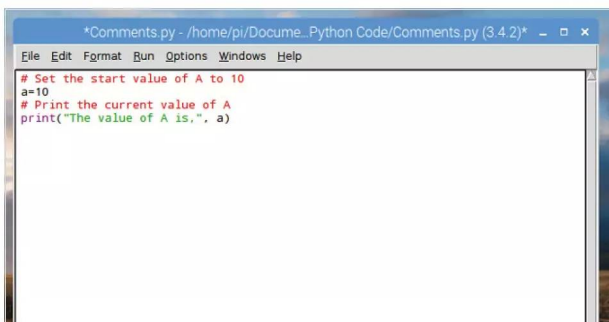 *Comments.py - /home/pi/Docume...Python Code/Comments.py (3.4.2)*
File Edit Format Run Options Windows Help
# Set the start value of A to 10
a=10
# Print the current value of A
print("The value of A is,", a)